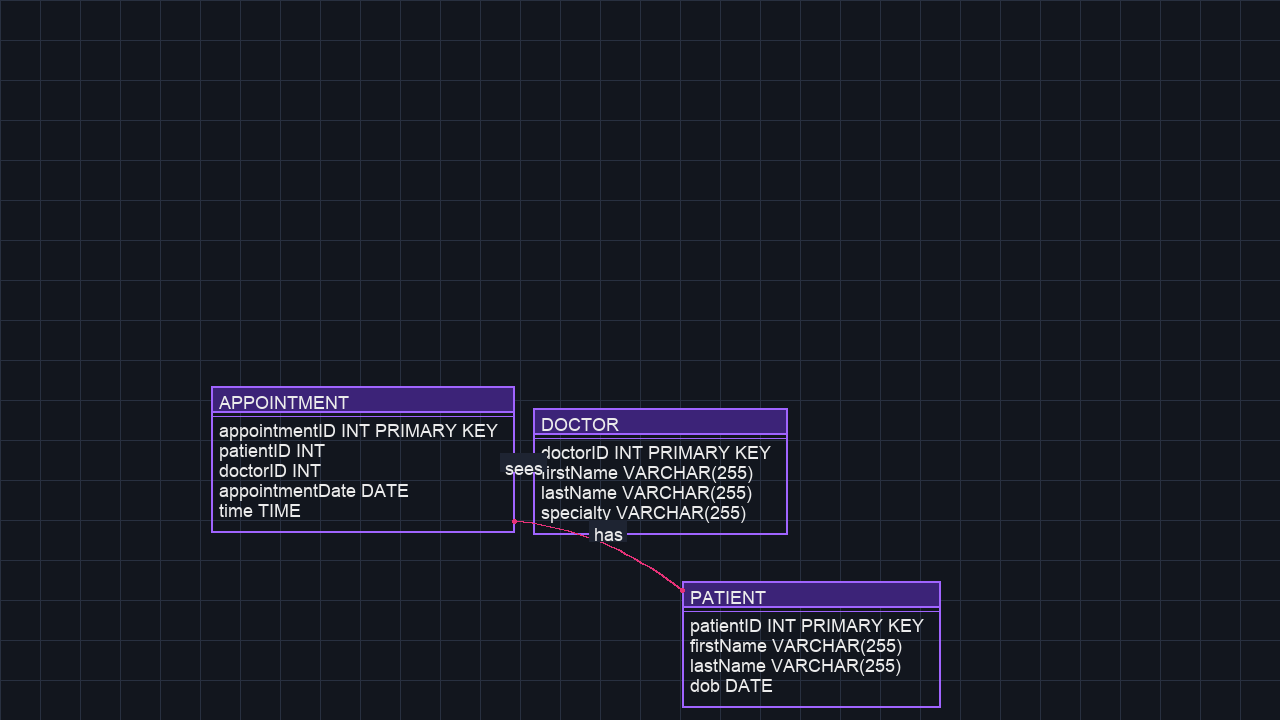 APPOINTMENT
appointmentID INT PRIMARY KEY
patientID INT
doctorID INT
appointmentDate DATE
time TIME
sees
DOCTOR
doctorID INT PRIMARY KEY
firstName VARCHAR(255)
lastName VARCHAR(255)
specialty VARCHAR(255)
has
PATIENT
patientID INT PRIMARY KEY
firstName VARCHAR(255)
lastName VARCHAR(255)
dob DATE